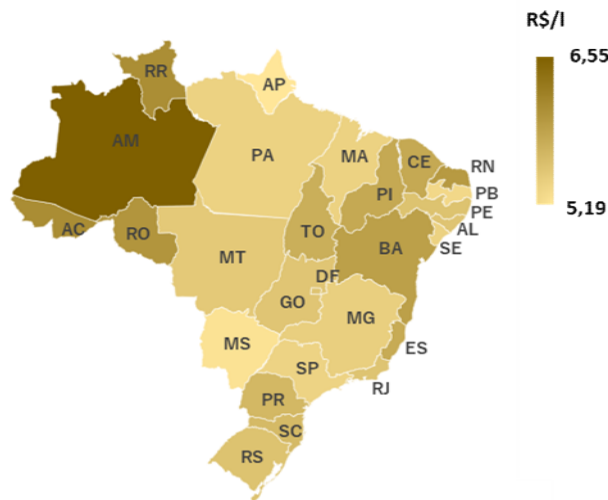 R$/l
6,55
5,19
RR
AP
AM
PA
MA
CE
RN
PI
PB
PE
AL
SE
AC
RO
TO
BA
MT
DF
GO
MG
ES
MS
SP
RJ
PR
SC
RS